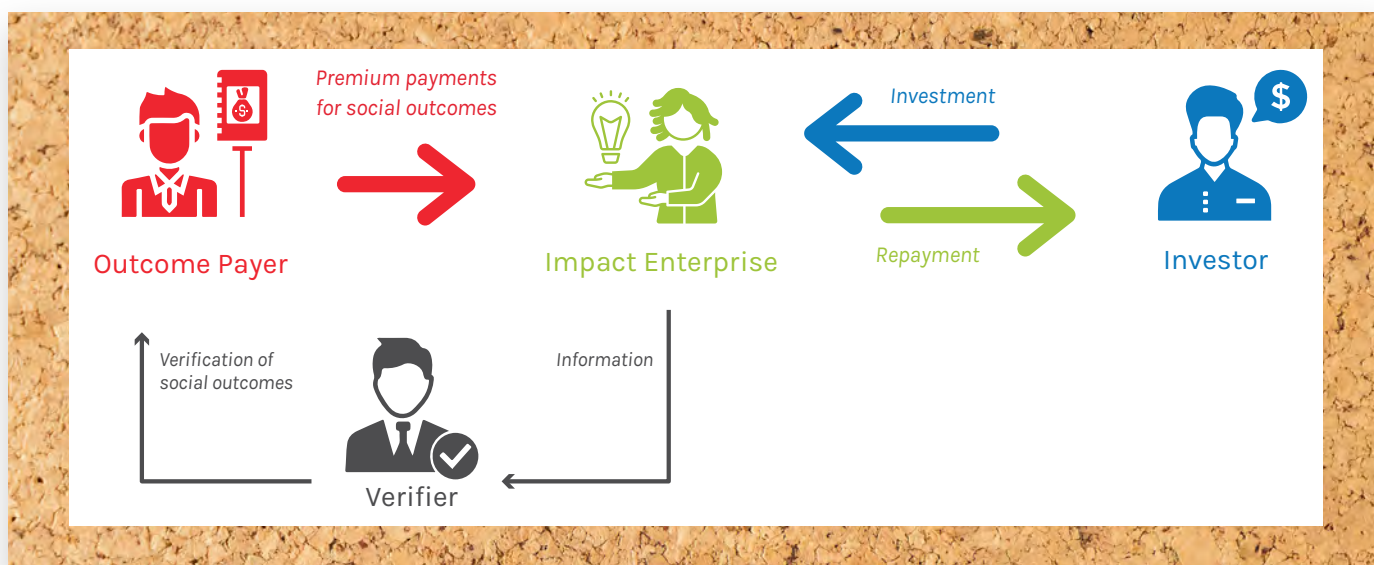 Premium payments
for social outcomes
Investment
$
$
Outcome Payer
Impact Enterprise
Repayment
Investor
Verification of
social outcomes
Information
Verifier